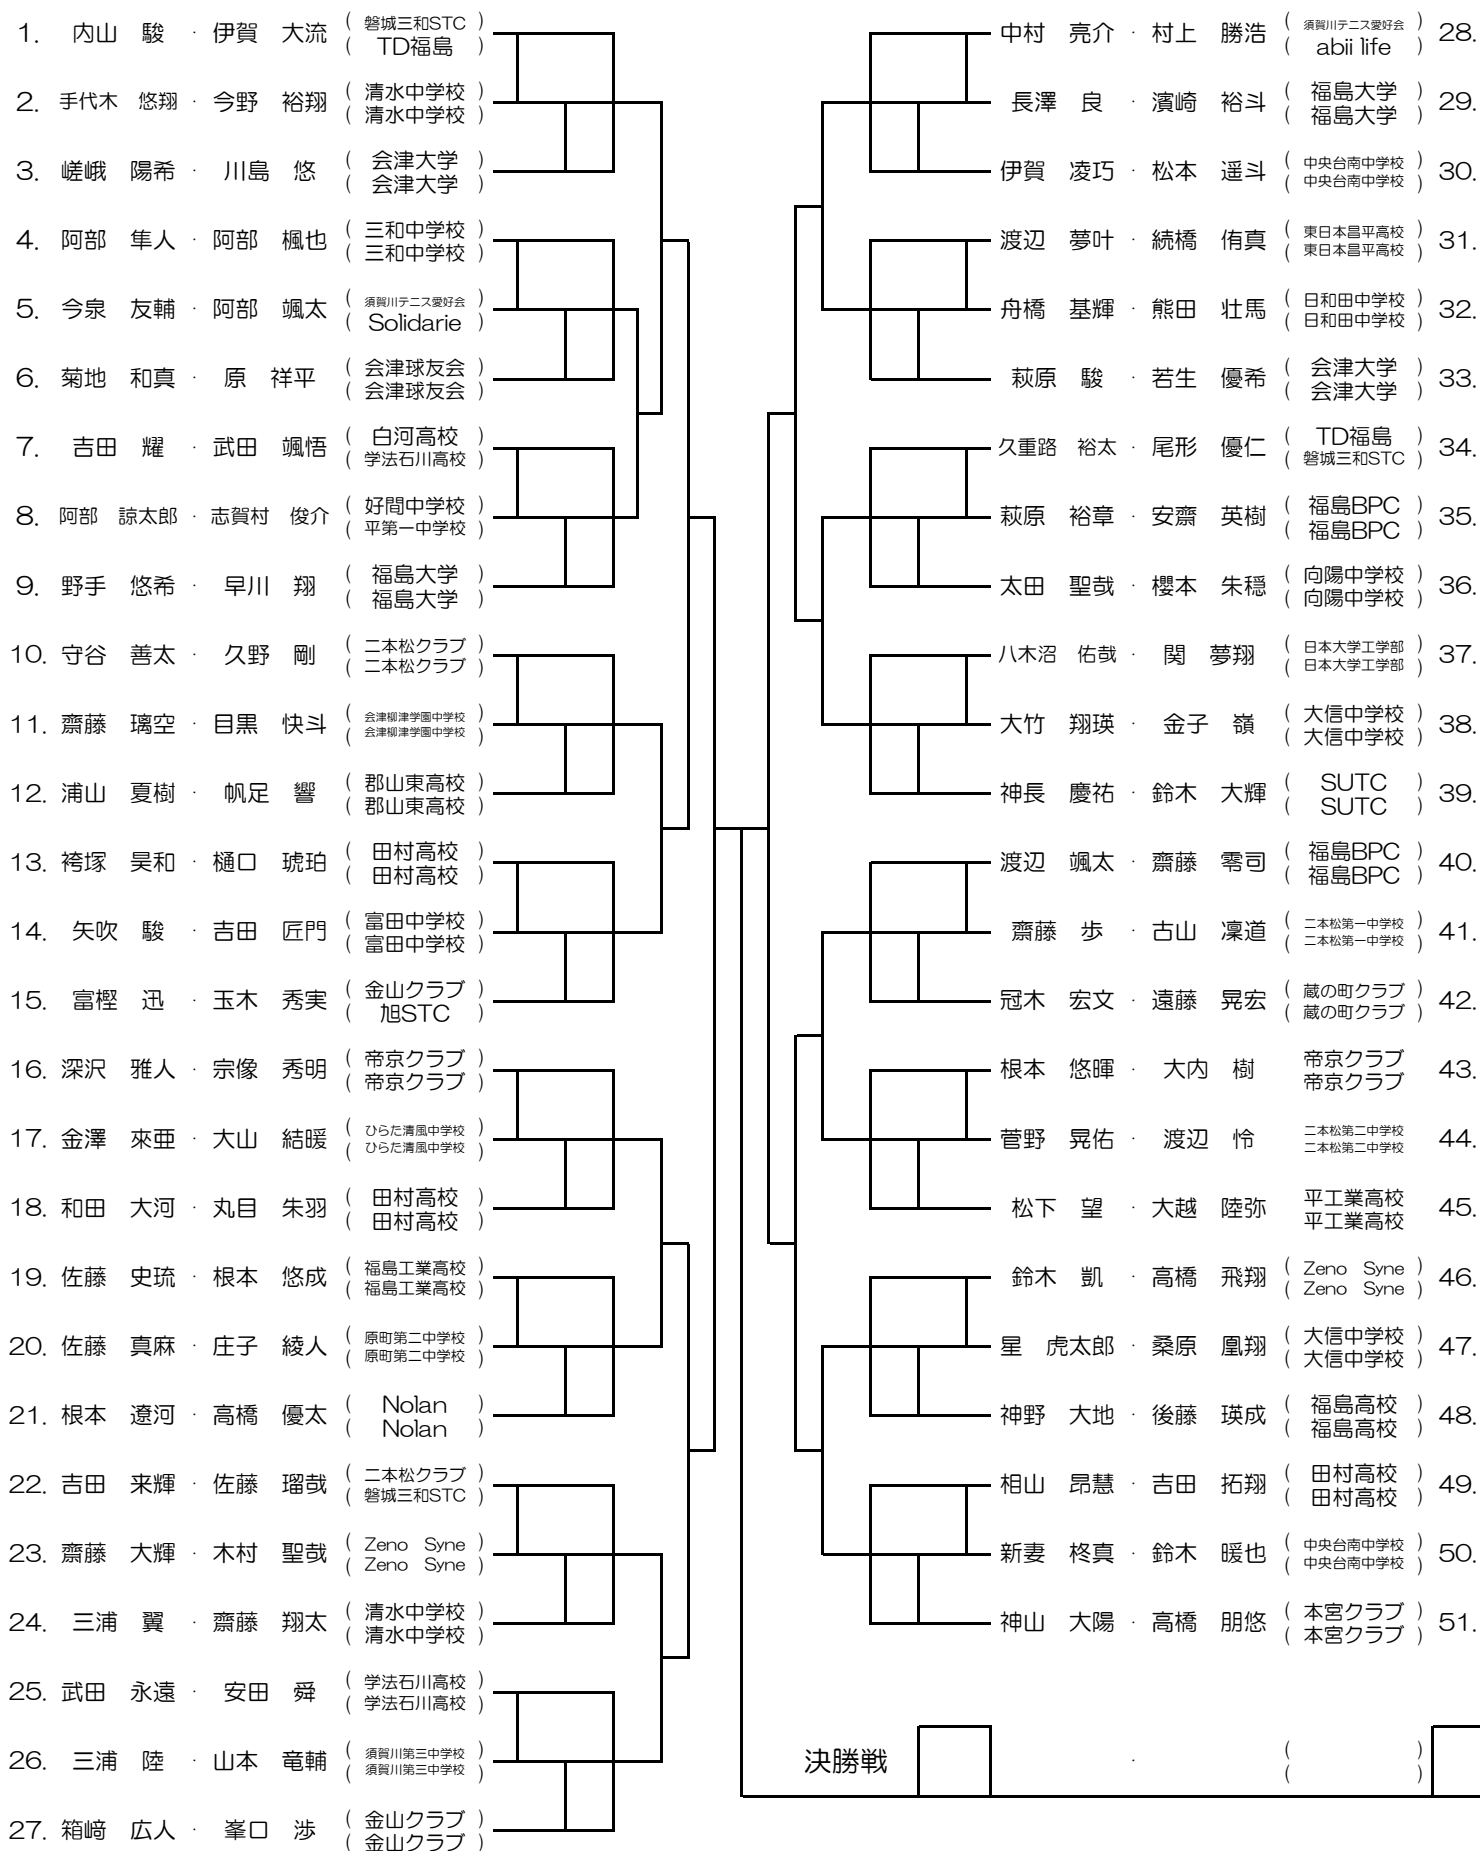 1. 内山 駿 ・ 伊賀 大流 ( 磐城三和STC ) ( TD福島 )
2. 手代木 悠翔 ・ 今野 裕翔 ( 清水中学校 ) ( 清水中学校 )
3. 嵯峨 陽希 ・ 川島 悠 ( 会津大学 ) ( 会津大学 )
4. 阿部 隼人 ・ 阿部 楓也 ( 三和中学校 ) ( 三和中学校 )
5. 今泉 友輔 ・ 阿部 颯太 ( 須賀川テニス愛好会 ) ( Solidarie )
6. 菊地 和真 ・ 原 祥平 ( 会津球友会 ) ( 会津球友会 )
7. 吉田 耀 ・ 武田 颯悟 ( 白河高校 ) ( 学法石川高校 )
8. 阿部 諒太郎 ・ 志賀村 俊介 ( 好間中学校 ) ( 平第一中学校 )
9. 野手 悠希 ・ 早川 翔 ( 福島大学 ) ( 福島大学 )
10. 守谷 善太 ・ 久野 剛 ( 二本松クラブ ) ( 二本松クラブ )
11. 齋藤 璃空 ・ 目黒 快斗 ( 会津柳津学園中学校 ) ( 会津柳津学園中学校 )
12. 浦山 夏樹 ・ 帆足 響 ( 郡山東高校 ) ( 郡山東高校 )
13. 袴塚 昊和 ・ 樋口 琥珀 ( 田村高校 ) ( 田村高校 )
14. 矢吹 駿 ・ 吉田 匠門 ( 富田中学校 ) ( 富田中学校 )
15. 富樫 迅 ・ 玉木 秀実 ( 金山クラブ ) ( 旭STC )
16. 深沢 雅人 ・ 宗像 秀明 ( 帝京クラブ ) ( 帝京クラブ )
17. 金澤 來亜 ・ 大山 結暖 ( ひらた清風中学校 ) ( ひらた清風中学校 )
18. 和田 大河 ・ 丸目 朱羽 ( 田村高校 ) ( 田村高校 )
19. 佐藤 史琉 ・ 根本 悠成 ( 福島工業高校 ) ( 福島工業高校 )
20. 佐藤 真麻 ・ 庄子 綾人 ( 原町第二中学校 ) ( 原町第二中学校 )
21. 根本 遼河 ・ 高橋 優太 ( Nolan ) ( Nolan )
22. 吉田 来輝 ・ 佐藤 瑠哉 ( 二本松クラブ ) ( 磐城三和STC )
23. 齋藤 大輝 ・ 木村 聖哉 ( Zeno Syne ) ( Zeno Syne )
24. 三浦 翼 ・ 齋藤 翔太 ( 清水中学校 ) ( 清水中学校 )
25. 武田 永遠 ・ 安田 舜 ( 学法石川高校 ) ( 学法石川高校 )
26. 三浦 陸 ・ 山本 竜輔 ( 須賀川第三中学校 ) ( 須賀川第三中学校 )
27. 箱﨑 広人 ・ 峯口 渉 ( 金山クラブ ) ( 金山クラブ )
中村 亮介 ・ 村上 勝浩 ( 須賀川テニス愛好会 ) ( abii life ) 28.
長澤 良 ・ 濱崎 裕斗 ( 福島大学 ) ( 福島大学 ) 29.
伊賀 凌巧 ・ 松本 遥斗 ( 中央台南中学校 ) ( 中央台南中学校 ) 30.
渡辺 夢叶 ・ 続橋 侑真 ( 東日本昌平高校 ) ( 東日本昌平高校 ) 31.
舟橋 基輝 ・ 熊田 壮馬 ( 日和田中学校 ) ( 日和田中学校 ) 32.
萩原 駿 ・ 若生 優希 ( 会津大学 ) ( 会津大学 ) 33.
久重路 裕太 ・ 尾形 優仁 ( TD福島 ) ( 磐城三和STC ) 34.
萩原 裕章 ・ 安齋 英樹 ( 福島BPC ) ( 福島BPC ) 35.
太田 聖哉 ・ 櫻本 朱穏 ( 向陽中学校 ) ( 向陽中学校 ) 36.
八木沼 佑哉 ・ 関 夢翔 ( 日本大学工学部 ) ( 日本大学工学部 ) 37.
大竹 翔瑛 ・ 金子 嶺 ( 大信中学校 ) ( 大信中学校 ) 38.
神長 慶祐 ・ 鈴木 大輝 ( SUTC ) ( SUTC ) 39.
渡辺 颯太 ・ 齋藤 零司 ( 福島BPC ) ( 福島BPC ) 40.
齋藤 歩 ・ 古山 凜道 ( 二本松第一中学校 ) ( 二本松第一中学校 ) 41.
冠木 宏文 ・ 遠藤 晃宏 ( 蔵の町クラブ ) ( 蔵の町クラブ ) 42.
根本 悠暉 ・ 大内 樹 帝京クラブ 帝京クラブ 43.
菅野 晃佑 ・ 渡辺 怜 二本松第二中学校 二本松第二中学校 44.
松下 望 ・ 大越 陸弥 平工業高校 平工業高校 45.
鈴木 凱 ・ 高橋 飛翔 ( Zeno Syne ) ( Zeno Syne ) 46.
星 虎太郎 ・ 桑原 凰翔 ( 大信中学校 ) ( 大信中学校 ) 47.
神野 大地 ・ 後藤 瑛成 ( 福島高校 ) ( 福島高校 ) 48.
相山 昂慧 ・ 吉田 拓翔 ( 田村高校 ) ( 田村高校 ) 49.
新妻 柊真 ・ 鈴木 暖也 ( 中央台南中学校 ) ( 中央台南中学校 ) 50.
神山 大陽 ・ 高橋 朋悠 ( 本宮クラブ ) ( 本宮クラブ ) 51.
決勝戦 ・ ( ) ( )